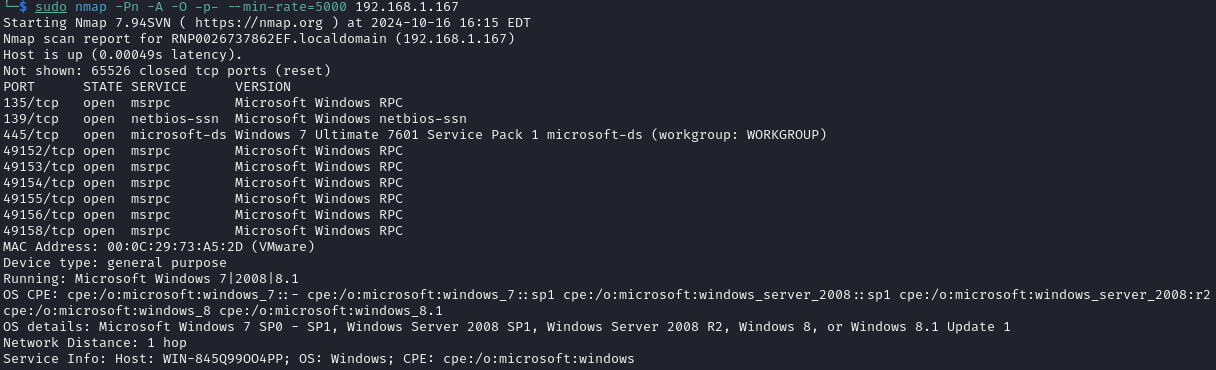 └─$ sudo nmap -Pn -A -O -p- --min-rate=5000 192.168.1.167
Starting Nmap 7.94SVN ( https://nmap.org ) at 2024-10-16 16:15 EDT
Nmap scan report for RNP0026737862EF.localdomain (192.168.1.167)
Host is up (0.00049s latency).
Not shown: 65526 closed tcp ports (reset)
PORT      STATE SERVICE      VERSION
135/tcp   open  msrpc        Microsoft Windows RPC
139/tcp   open  netbios-ssn  Microsoft Windows netbios-ssn
445/tcp   open  microsoft-ds Windows 7 Ultimate 7601 Service Pack 1 microsoft-ds (workgroup: WORKGROUP)
49152/tcp open  msrpc        Microsoft Windows RPC
49153/tcp open  msrpc        Microsoft Windows RPC
49154/tcp open  msrpc        Microsoft Windows RPC
49155/tcp open  msrpc        Microsoft Windows RPC
49156/tcp open  msrpc        Microsoft Windows RPC
49158/tcp open  msrpc        Microsoft Windows RPC
MAC Address: 00:0C:29:73:A5:2D (VMware)
Device type: general purpose
Running: Microsoft Windows 7|2008|8.1
OS CPE: cpe:/o:microsoft:windows_7::- cpe:/o:microsoft:windows_7::sp1 cpe:/o:microsoft:windows_server_2008::sp1 cpe:/o:microsoft:windows_server_2008:r2
cpe:/o:microsoft:windows_8 cpe:/o:microsoft:windows_8.1
OS details: Microsoft Windows 7 SP0 - SP1, Windows Server 2008 SP1, Windows Server 2008 R2, Windows 8, or Windows 8.1 Update 1
Network Distance: 1 hop
Service Info: Host: WIN-845Q99OO4PP; OS: Windows; CPE: cpe:/o:microsoft:windows